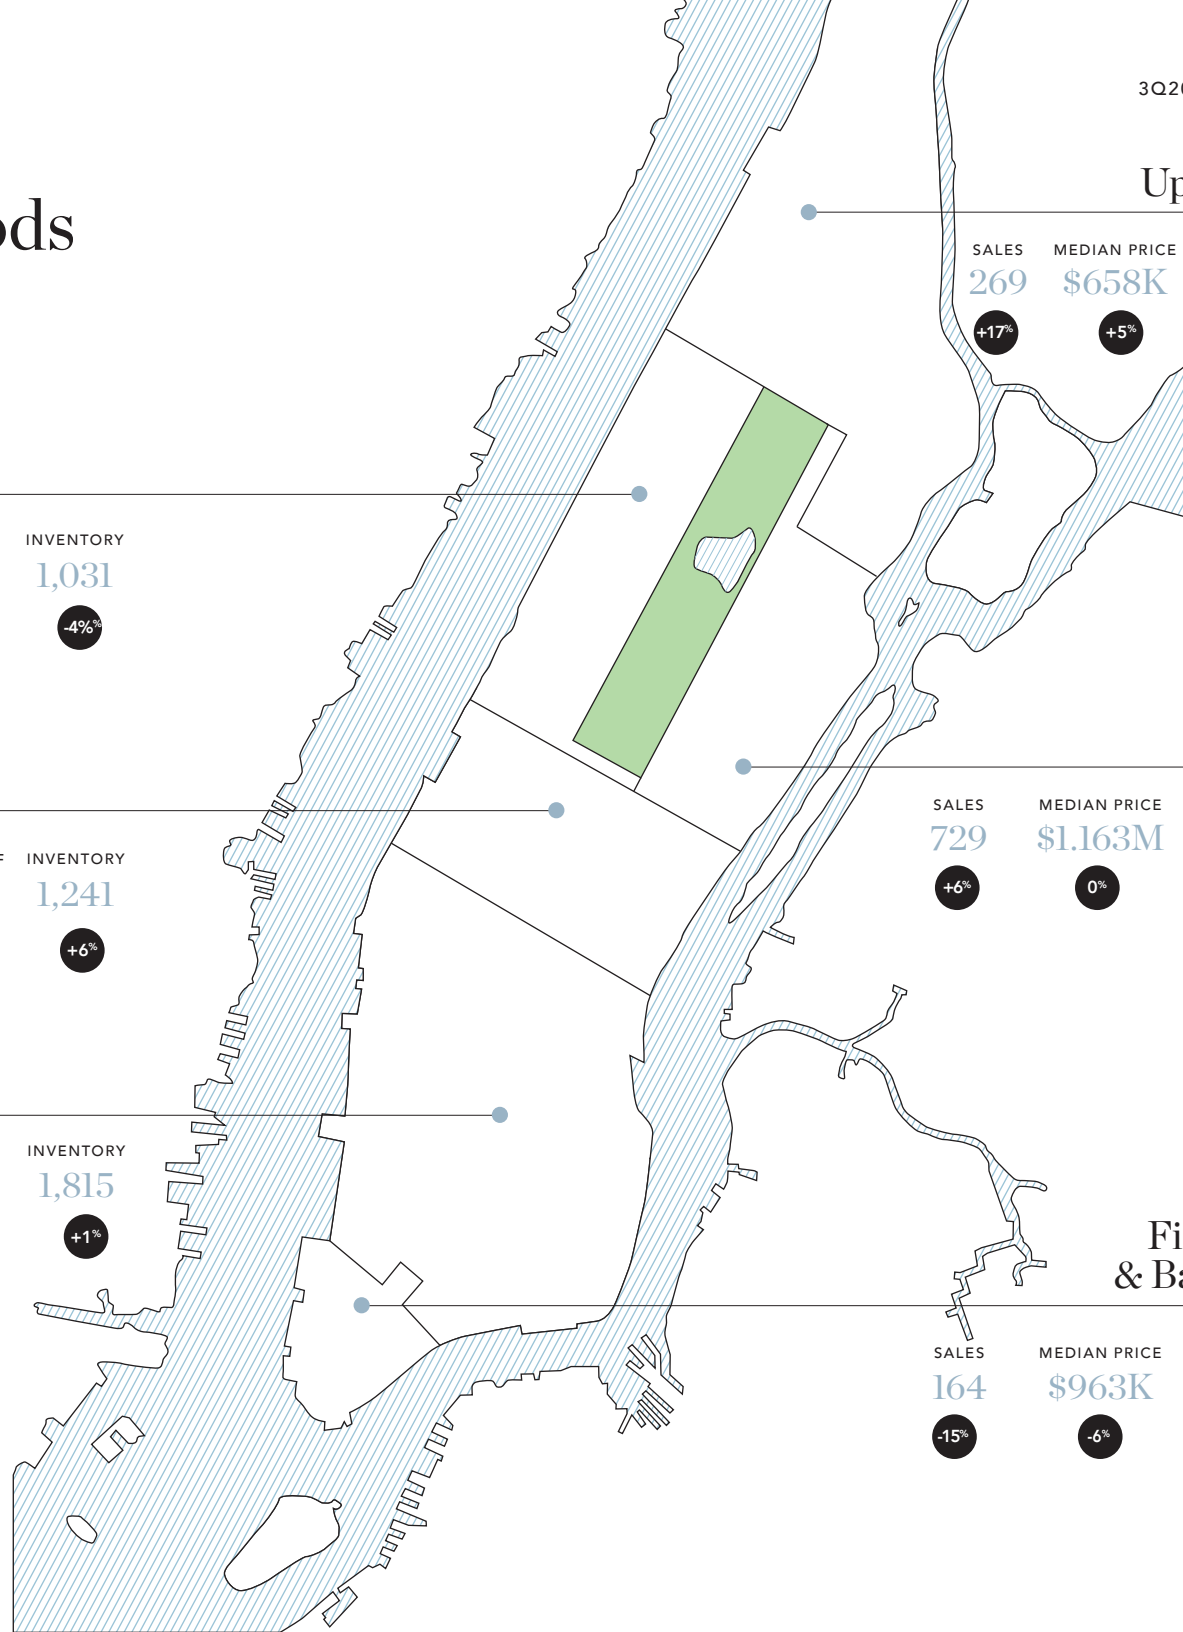 3Q20
ods
Up
SALES MEDIAN PRICE
269 $658K
+17% +5%
INVENTORY
1,031
-4%%
SALES MEDIAN PRICE
729 $1.163M
+6% 0%
F INVENTORY
1,241
+6%
INVENTORY
1,815
+1%
Fi
& Ba
SALES MEDIAN PRICE
164 $963K
-15% -6%